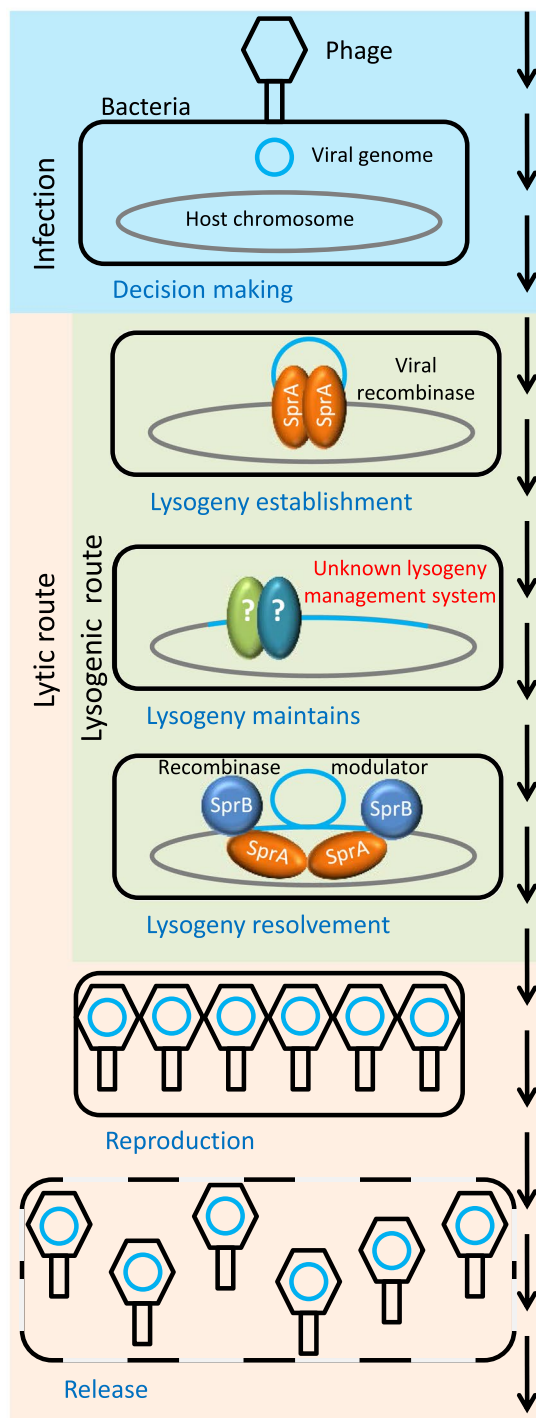 Phage
Bacteria
Viral genome
Host chromosome
Infection
Decision making
Viral
recombinase
SprA
SprA
Lysogeny establishment
Lytic route
Lysogenic route
Unknown lysogeny
management system
?
?
Lysogeny maintains
Recombinase modulator
SprB
SprB
SprA
SprA
Lysogeny resolvement
Reproduction
Release